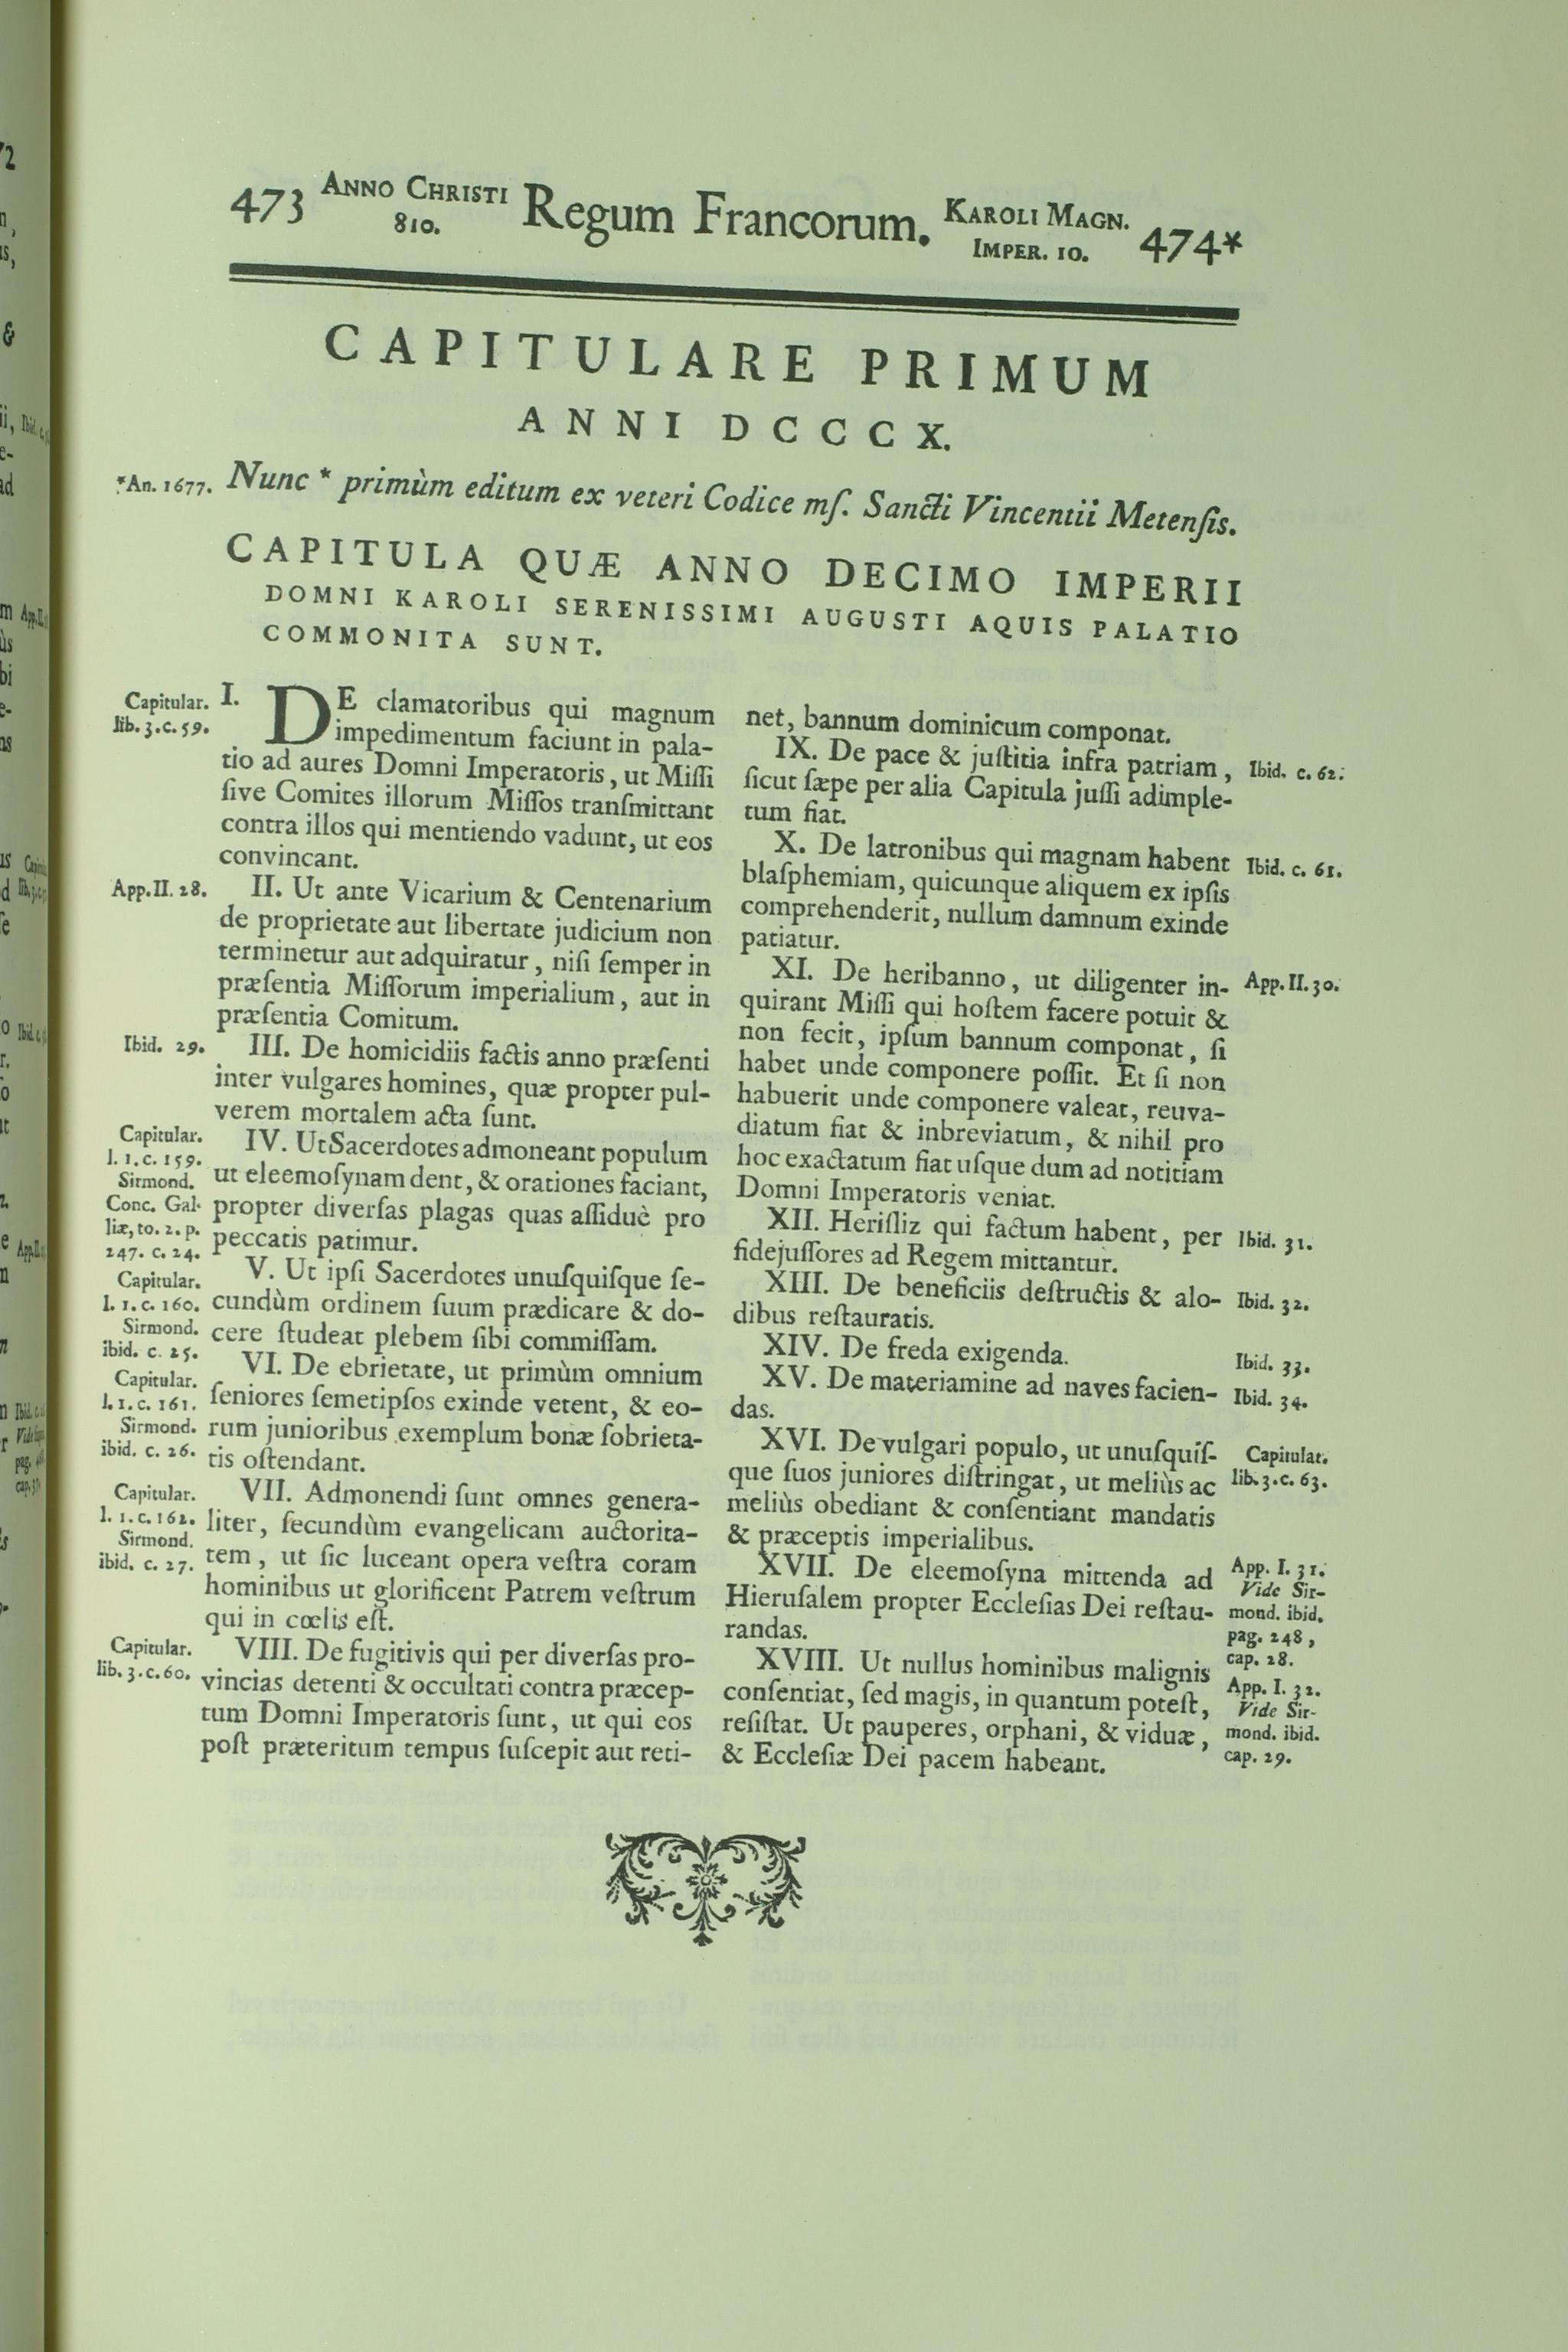 473 ANNO CHRISTI 810. Regum Francorum. KAROLI MAGN. IMPER. 10. 474*
CAPITULARE PRIMUM
ANNI DCCCX.
*An. 1677. Nunc * primùm editum ex veteri Codice mſ. Sancti Vincentii Metenſis.
CAPITULA QUÆ ANNO DECIMO IMPERII
DOMNI KAROLI SERENISSIMI AUGUSTI AQUIS PALATIO
COMMONITA SUNT.
Capitular.
lib. 3. c. 59.
I. DE clamatoribus qui magnum
impedimentum faciunt in pala-
tio ad aures Domni Imperatoris, ut Miſſi
ſive Comites illorum Miſſos tranſmittant
contra illos qui mentiendo vadunt, ut eos
convincant.
App. II. 28.
II. Ut ante Vicarium & Centenarium
de proprietate aut libertate judicium non
terminetur aut adquiratur, niſi ſemper in
præſentia Miſſorum imperialium, aut in
præſentia Comitum.
Ibid. 29.
III. De homicidiis factis anno præſenti
inter vulgares homines, quæ propter pul-
verem mortalem acta ſunt.
Capitular.
l. 1. c. 159.
Sirmond.
Conc. Gal-
liæ, to. 2. p.
247. c. 24.
IV. Ut Sacerdotes admoneant populum
ut eleemoſynam dent, & orationes faciant,
propter diverſas plagas quas aſſiduè pro
peccatis patimur.
Capitular.
l. 1. c. 160.
Sirmond.
ibid. c. 25.
V. Ut ipſi Sacerdotes unuſquiſque ſe-
cundùm ordinem ſuum prædicare & do-
cere ſtudeat plebem ſibi commiſſam.
Capitular.
l. 1. c. 161.
Sirmond.
ibid. c. 26.
VI. De ebrietate, ut primùm omnium
ſeniores ſemetipſos exinde vetent, & eo-
rum junioribus exemplum bonæ ſobrieta-
tis oſtendant.
Capitular.
l. 1. c. 162.
Sirmond.
ibid. c. 27.
VII. Admonendi ſunt omnes genera-
liter, ſecundùm evangelicam auctorita-
tem, ut ſic luceant opera veſtra coram
hominibus ut glorificent Patrem veſtrum
qui in cœlis eſt.
Capitular.
lib. 3. c. 60.
VIII. De fugitivis qui per diverſas pro-
vincias detenti & occultati contra præcep-
tum Domni Imperatoris ſunt, ut qui eos
poſt præteritum tempus ſuſcepit aut reti-
net, bannum dominicum componat.
IX. De pace & juſtitia infra patriam,
ſicut ſæpe per alia Capitula juſſi adimple-
tum fiat.
Ibid. c. 62.
X. De latronibus qui magnam habent
blaſphemiam, quicunque aliquem ex ipſis
comprehenderit, nullum damnum exinde
patiatur.
Ibid. c. 61.
XI. De heribanno, ut diligenter in-
quirant Miſſi qui hoſtem facere potuit &
non fecit, ipſum bannum componat, ſi
habet unde componere poſſit. Et ſi non
habuerit unde componere valeat, reuva-
diatum fiat & inbreviatum, & nihil pro
hoc exactatum fiat uſque dum ad notitiam
Domni Imperatoris veniat.
App. II. 30.
XII. Heriſliz qui factum habent, per
fidejuſſores ad Regem mittantur.
Ibid. 31.
XIII. De beneficiis deſtructis & alo-
dibus reſtauratis.
Ibid. 32.
XIV. De freda exigenda.
Ibid. 33.
XV. De materiamine ad naves facien-
das.
Ibid. 34.
XVI. De vulgari populo, ut unuſquiſ-
que ſuos juniores diſtringat, ut meliùs ac
meliùs obediant & conſentiant mandatis
& præceptis imperialibus.
Capitular.
lib. 3. c. 63.
XVII. De eleemoſyna mittenda ad
Hieruſalem propter Eccleſias Dei reſtau-
randas.
App. I. 31.
Vide Sir-
mond. ibid.
pag. 248,
cap. 28.
XVIII. Ut nullus hominibus malignis
conſentiat, ſed magis, in quantum poteſt,
reſiſtat. Ut pauperes, orphani, & viduæ,
& Eccleſiæ Dei pacem habeant.
App. I. 32.
Vide Sir-
mond. ibid.
cap. 29.